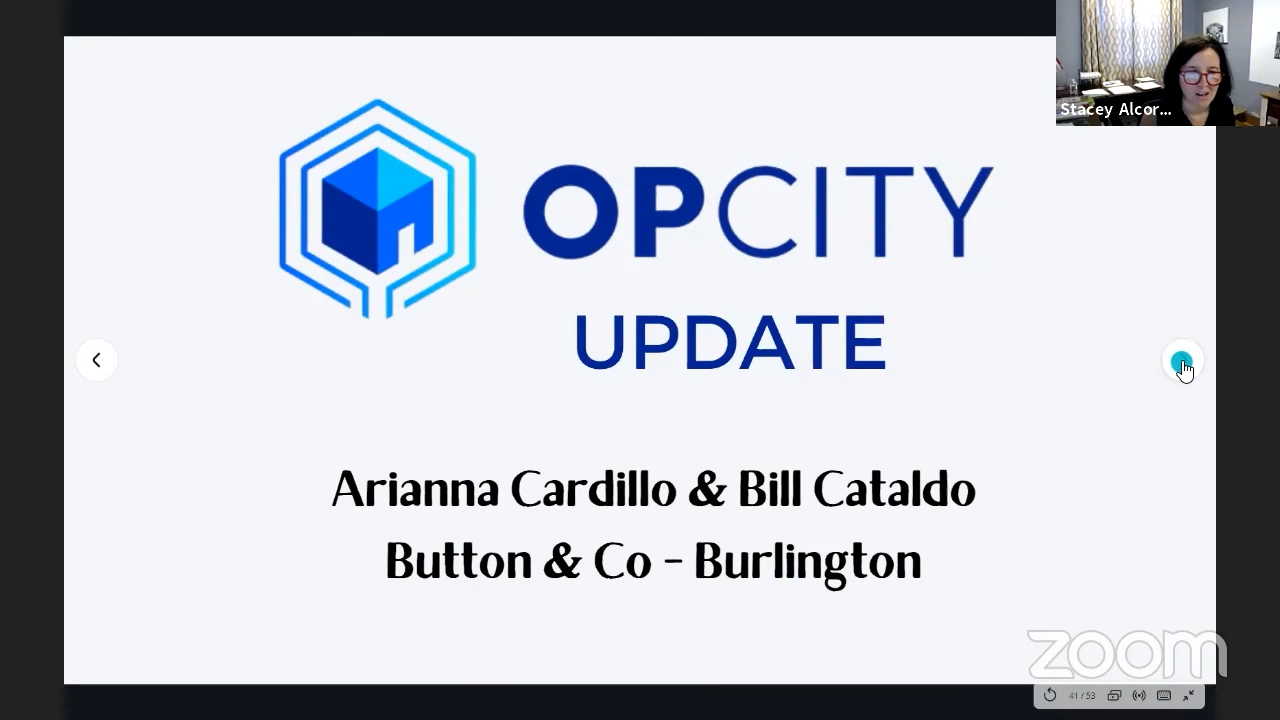 Stacey Alcor...
OPCITY
UPDATE
Arianna Cardillo & Bill Cataldo
Button & Co - Burlington
zoom
41 / 53